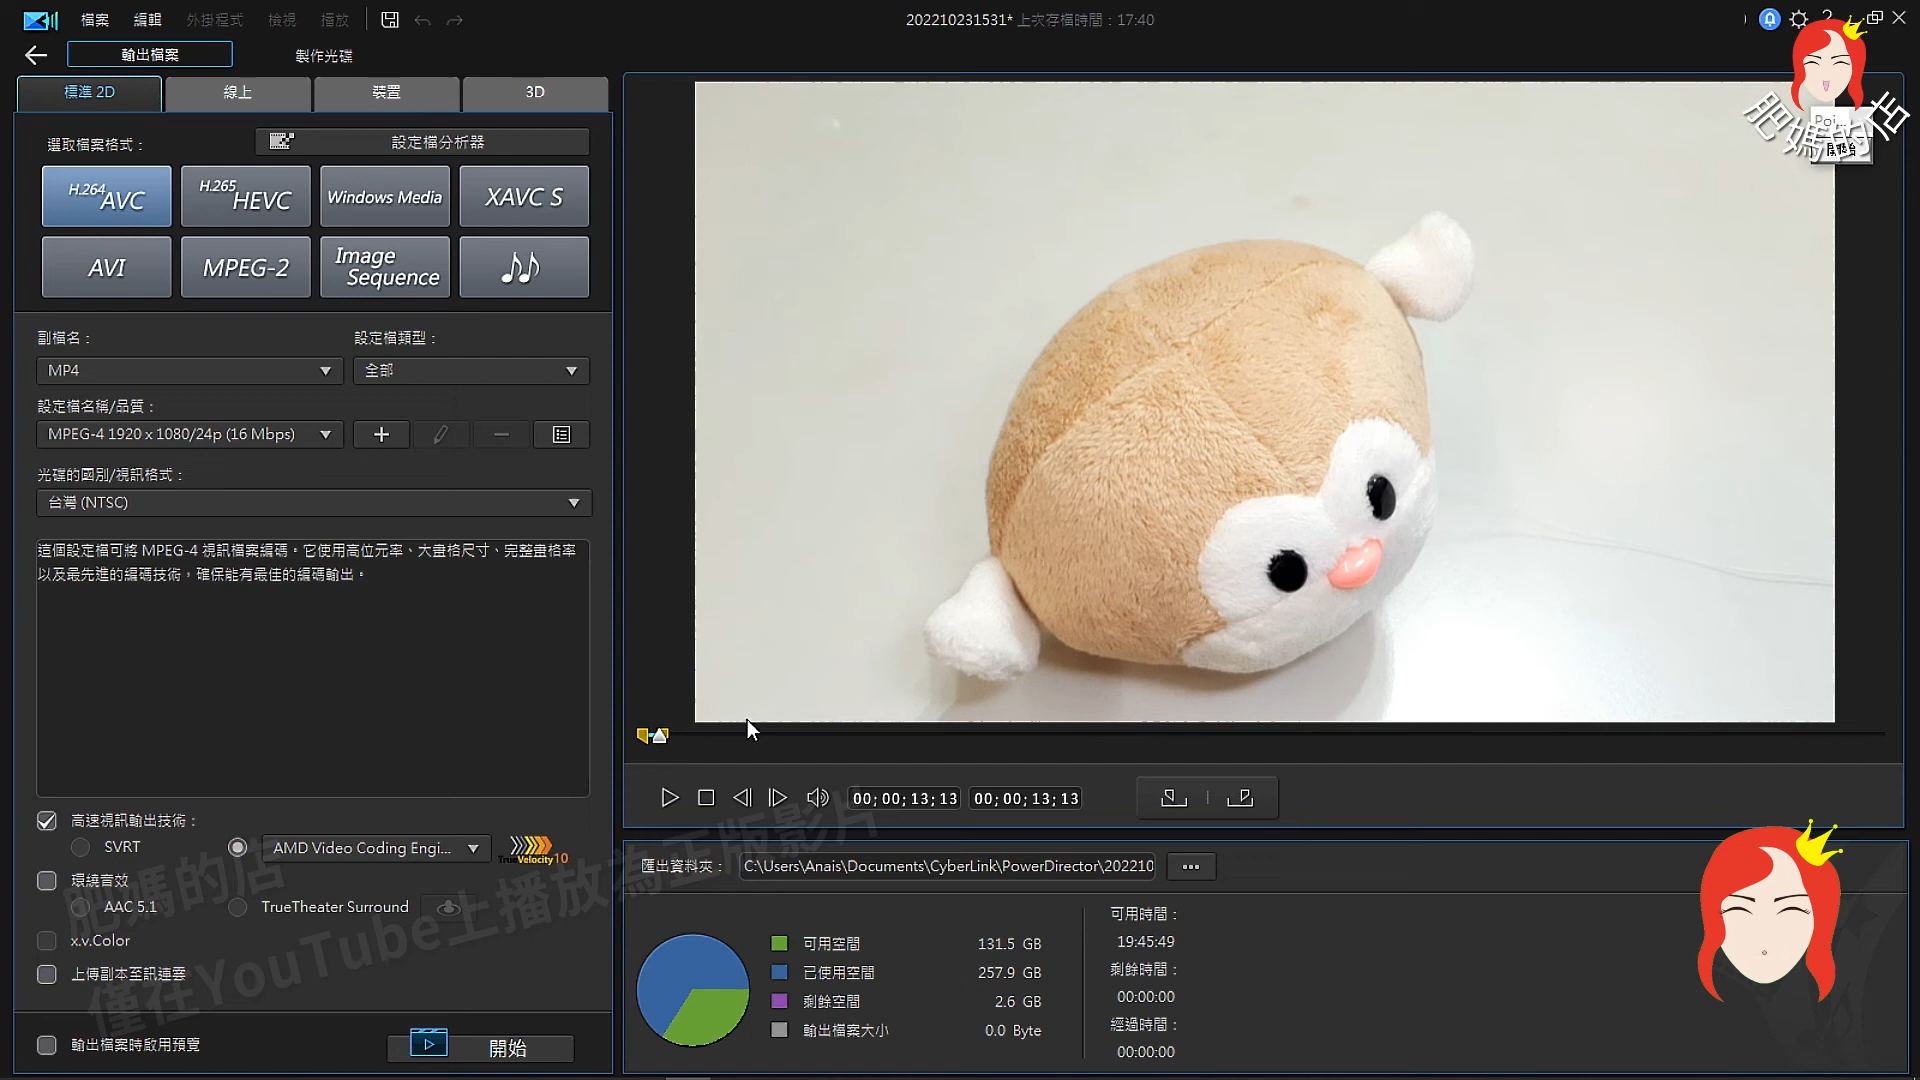 檔案 編輯 外掛程式 檢視 播放
202210231531* 上次存檔時間：17:40
輸出檔案 製作光碟
標準 2D 線上 裝置 3D
選取檔案格式： 設定檔分析器
H.264 AVC H.265 HEVC Windows Media XAVC S
AVI MPEG-2 Image Sequence
副檔名： 設定檔類型：
MP4 全部
設定檔名稱/品質：
MPEG-4 1920 x 1080/24p (16 Mbps)
光碟的國別/視訊格式：
台灣 (NTSC)
這個設定檔可將 MPEG-4 視訊檔案編碼。它使用高位元率、大畫格尺寸、完整畫格率
以及最先進的編碼技術，確保能有最佳的編碼輸出。
高速視訊輸出技術：
SVRT AMD Video Coding Engi... TrueVelocity 10
環繞音效
AAC 5.1 TrueTheater Surround
x.v.Color
上傳副本至訊連雲
輸出檔案時啟用預覽 開始
肥媽的店
僅在YouTube上播放為正版影片
肥媽的店
Poi...
00;00;13;13 00;00;13;13
匯出資料夾： C:\Users\Anais\Documents\CyberLink\PowerDirector\202210 ...
可用空間 131.5 GB
已使用空間 257.9 GB
剩餘空間 2.6 GB
輸出檔案大小 0.0 Byte
可用時間：
19:45:49
剩餘時間：
00:00:00
經過時間：
00:00:00